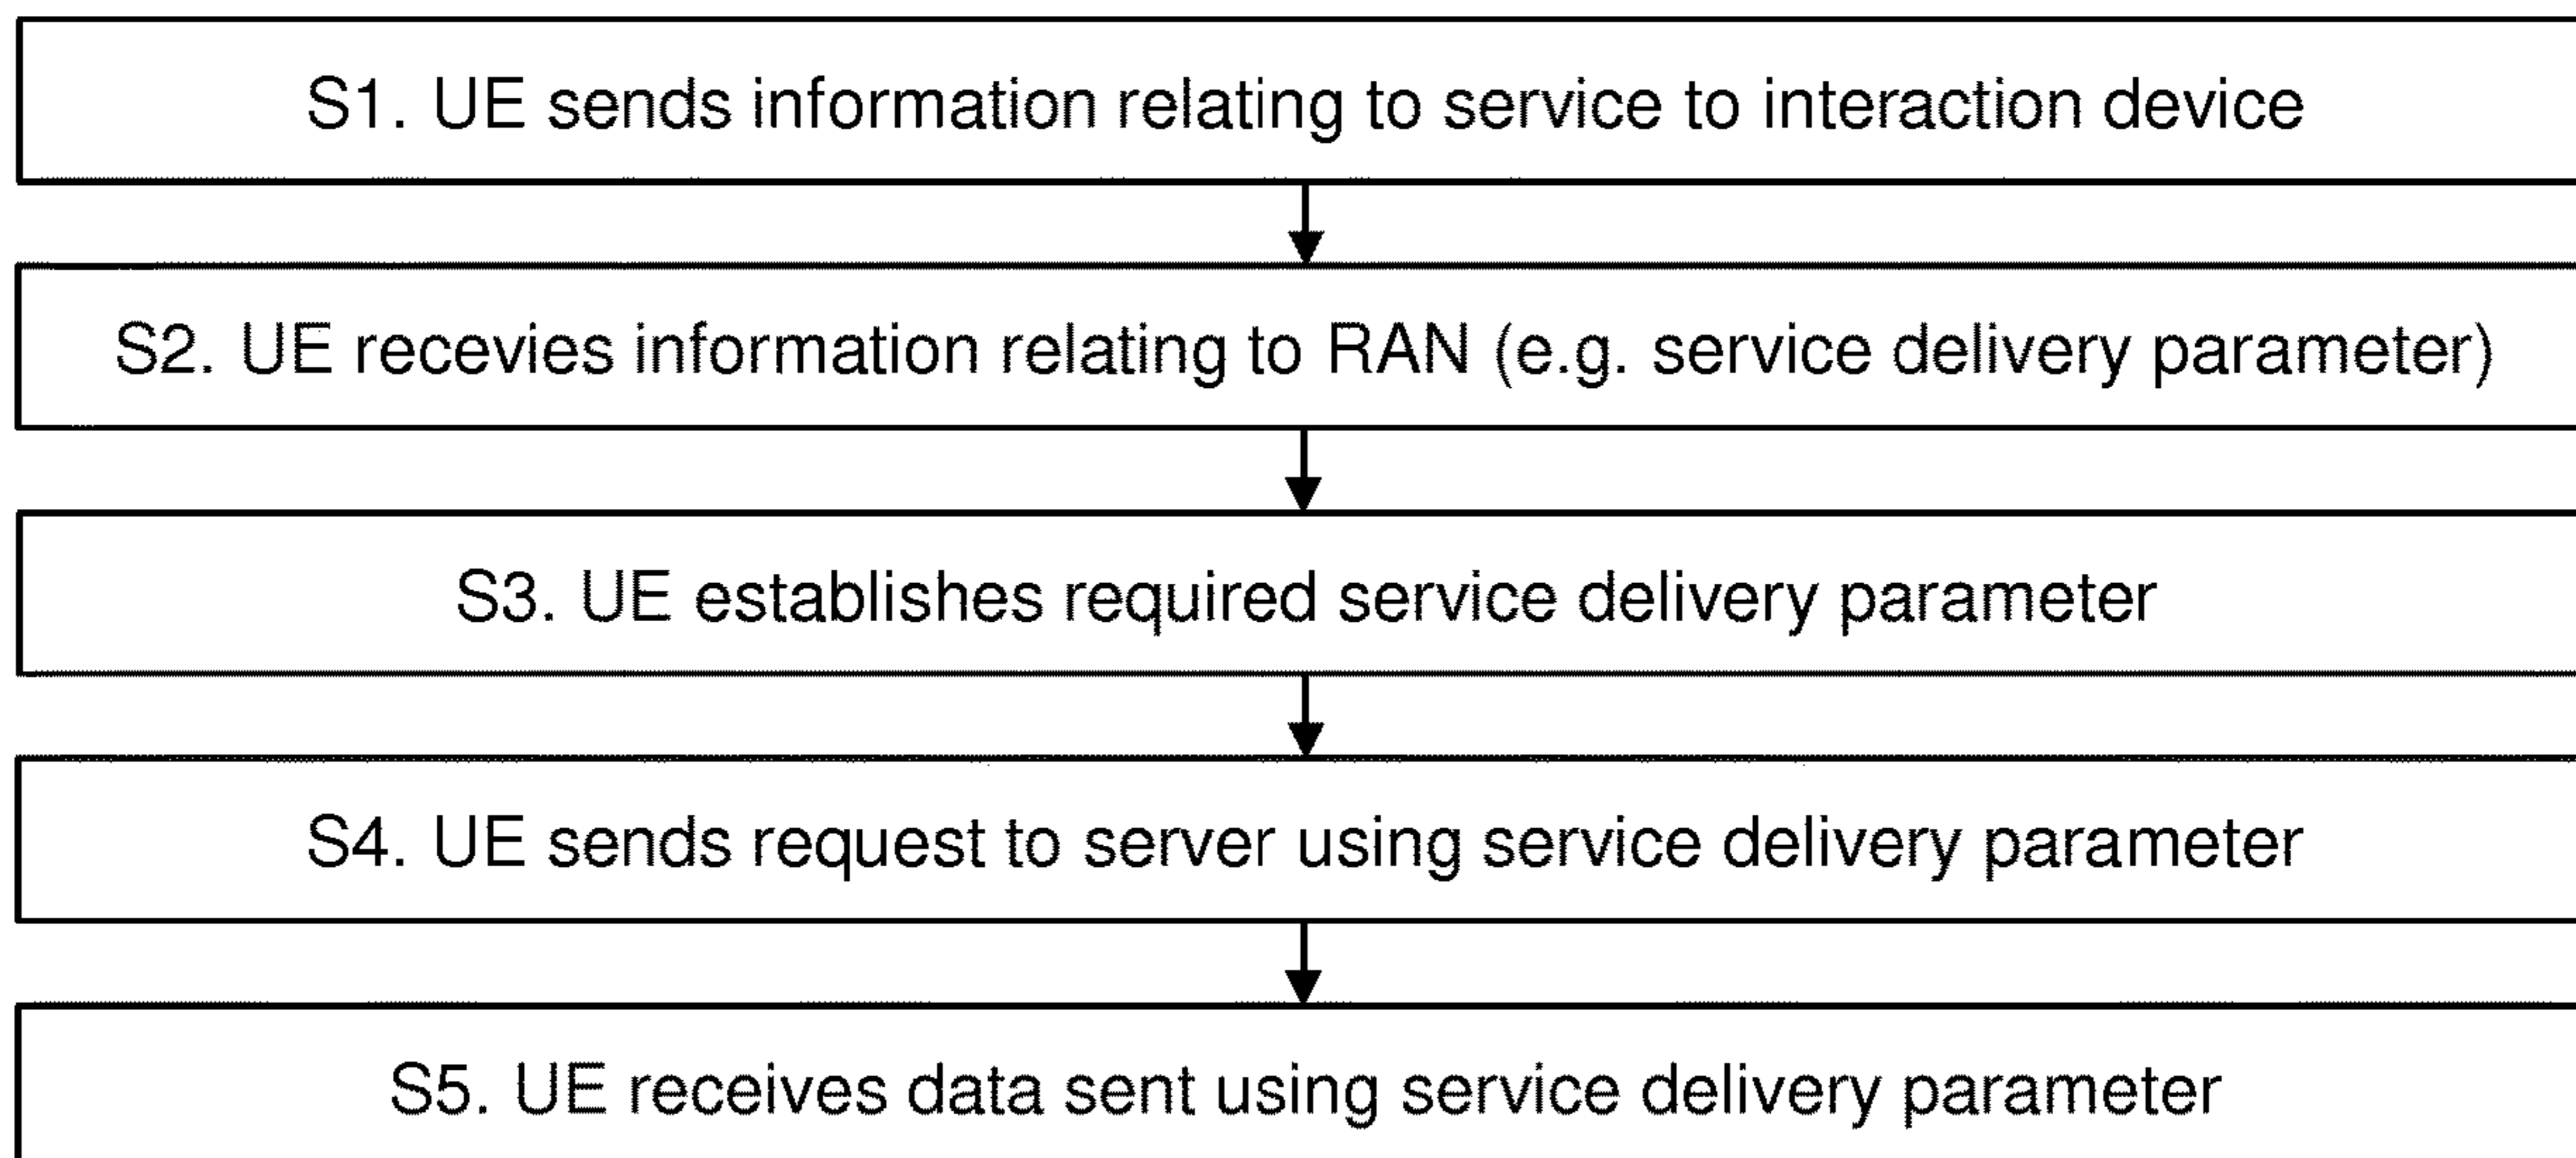 S1. UE sends information relating to service to interaction device
S2. UE recevies information relating to RAN (e.g. service delivery parameter)
S3. UE establishes required service delivery parameter
S4. UE sends request to server using service delivery parameter
S5. UE receives data sent using service delivery parameter